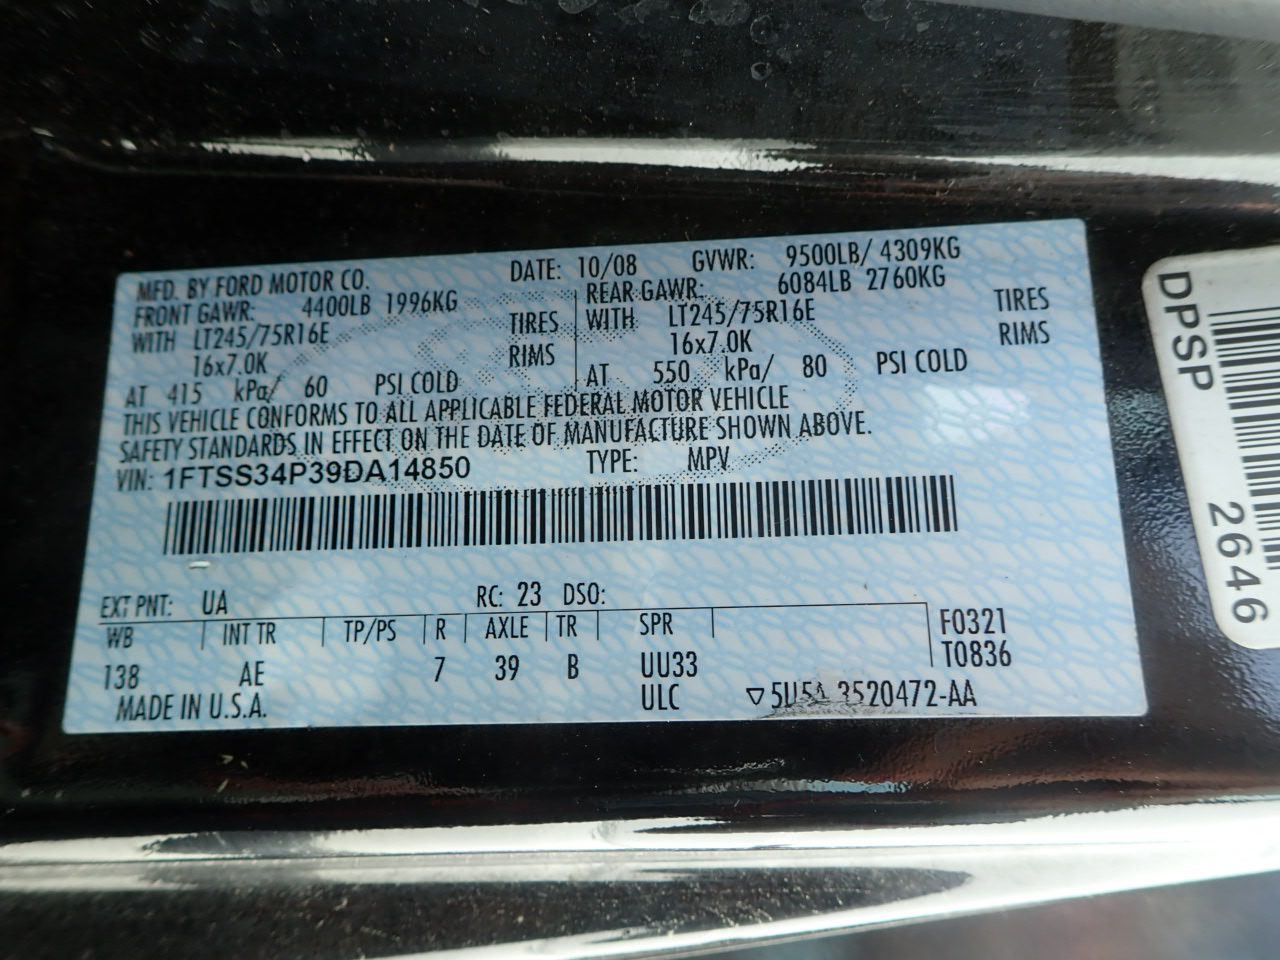 MFD. BY FORD MOTOR CO. DATE: 10/08 GVWR: 9500LB/ 4309KG
FRONT GAWR: 4400LB 1996KG REAR GAWR: 6084LB 2760KG
WITH LT245/75R16E TIRES WITH LT245/75R16E TIRES
16x7.0K RIMS 16x7.0K RIMS
AT 415 kPa/ 60 PSI COLD AT 550 kPa/ 80 PSI COLD
THIS VEHICLE CONFORMS TO ALL APPLICABLE FEDERAL MOTOR VEHICLE
SAFETY STANDARDS IN EFFECT ON THE DATE OF MANUFACTURE SHOWN ABOVE.
VIN: 1FTSS34P39DA14850 TYPE: MPV
EXT PNT: UA RC: 23 DSO:
WB INT TR TP/PS R AXLE TR SPR F0321
138 AE 7 39 B UU33 T0836
MADE IN U.S.A. ULC 3520472-AA
DPSP 2646